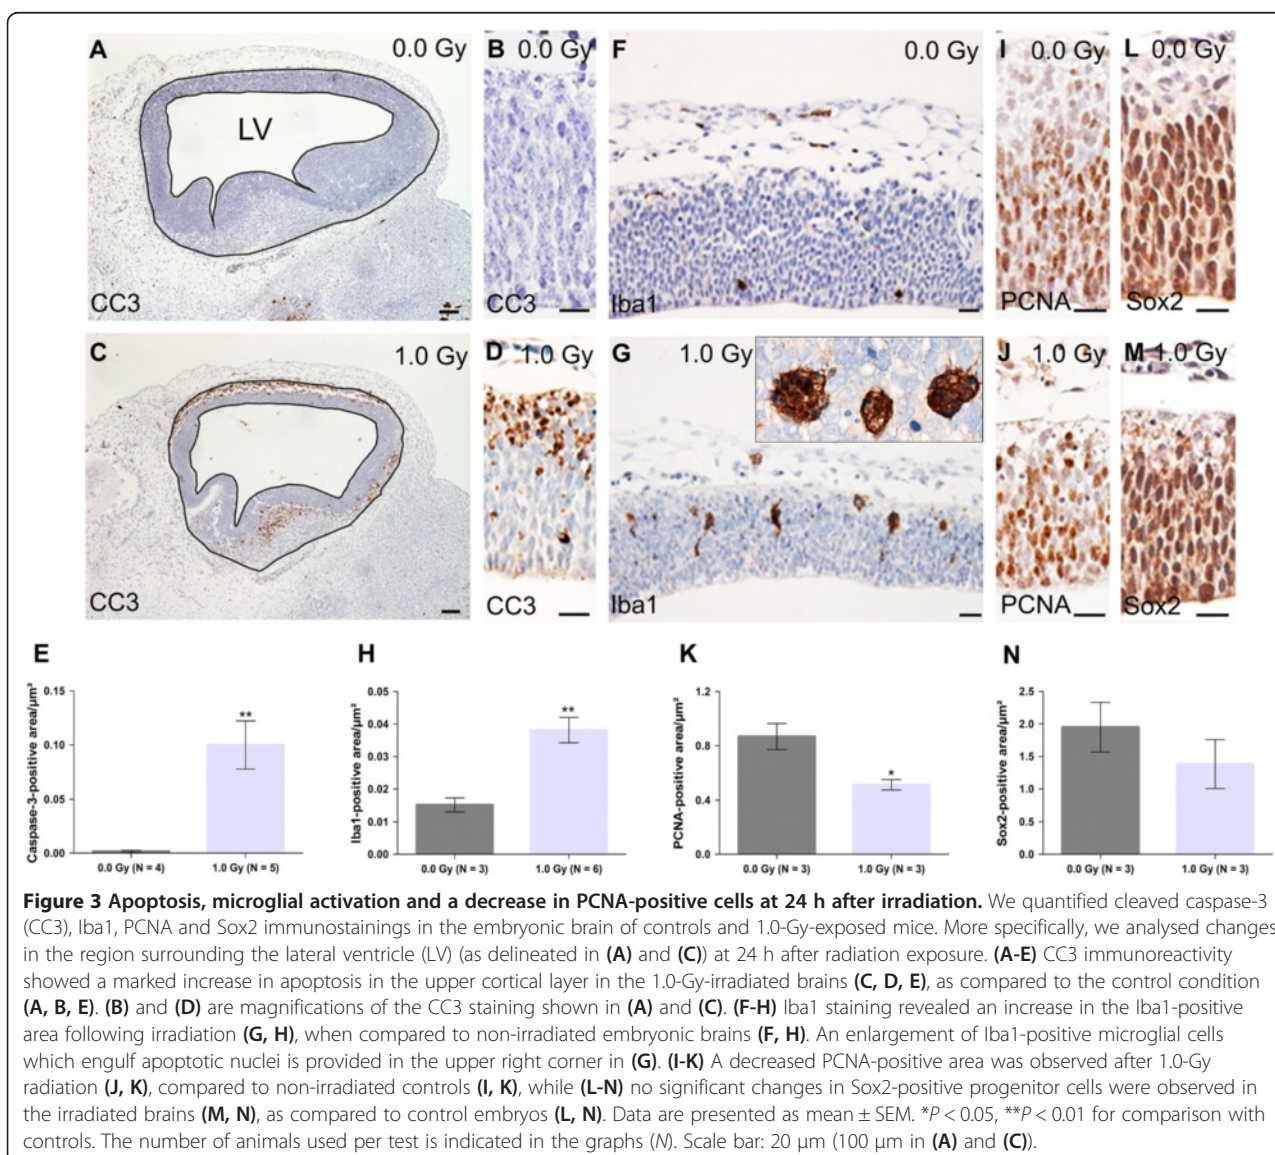 A 0.0 Gy
LV
CC3
B 0.0 Gy
CC3
F 0.0 Gy
Iba1
I 0.0 Gy
PCNA
L 0.0 Gy
Sox2
C 1.0 Gy
CC3
D 1.0 Gy
CC3
G 1.0 Gy
Iba1
J 1.0 Gy
PCNA
M 1.0 Gy
Sox2
E
Caspase-3-positive area/µm²
0.15
0.10
0.05
0.00
**
0.0 Gy (N = 4)
1.0 Gy (N = 5)
H
Iba1-positive area/µm²
0.05
0.04
0.03
0.02
0.01
0.00
**
0.0 Gy (N = 3)
1.0 Gy (N = 6)
K
PCNA-positive area/µm²
1.2
0.8
0.4
0.0
*
0.0 Gy (N = 3)
1.0 Gy (N = 3)
N
Sox2-positive area/µm²
2.5
2.0
1.5
1.0
0.5
0.0
0.0 Gy (N = 3)
1.0 Gy (N = 3)
Figure 3 Apoptosis, microglial activation and a decrease in PCNA-positive cells at 24 h after irradiation. We quantified cleaved caspase-3
(CC3), Iba1, PCNA and Sox2 immunostainings in the embryonic brain of controls and 1.0-Gy-exposed mice. More specifically, we analysed changes
in the region surrounding the lateral ventricle (LV) (as delineated in (A) and (C)) at 24 h after radiation exposure. (A-E) CC3 immunoreactivity
showed a marked increase in apoptosis in the upper cortical layer in the 1.0-Gy-irradiated brains (C, D, E), as compared to the control condition
(A, B, E). (B) and (D) are magnifications of the CC3 staining shown in (A) and (C). (F-H) Iba1 staining revealed an increase in the Iba1-positive
area following irradiation (G, H), when compared to non-irradiated embryonic brains (F, H). An enlargement of Iba1-positive microglial cells
which engulf apoptotic nuclei is provided in the upper right corner in (G). (I-K) A decreased PCNA-positive area was observed after 1.0-Gy
radiation (J, K), compared to non-irradiated controls (I, K), while (L-N) no significant changes in Sox2-positive progenitor cells were observed in
the irradiated brains (M, N), as compared to control embryos (L, N). Data are presented as mean ± SEM. *P < 0.05, **P < 0.01 for comparison with
controls. The number of animals used per test is indicated in the graphs (N). Scale bar: 20 µm (100 µm in (A) and (C)).